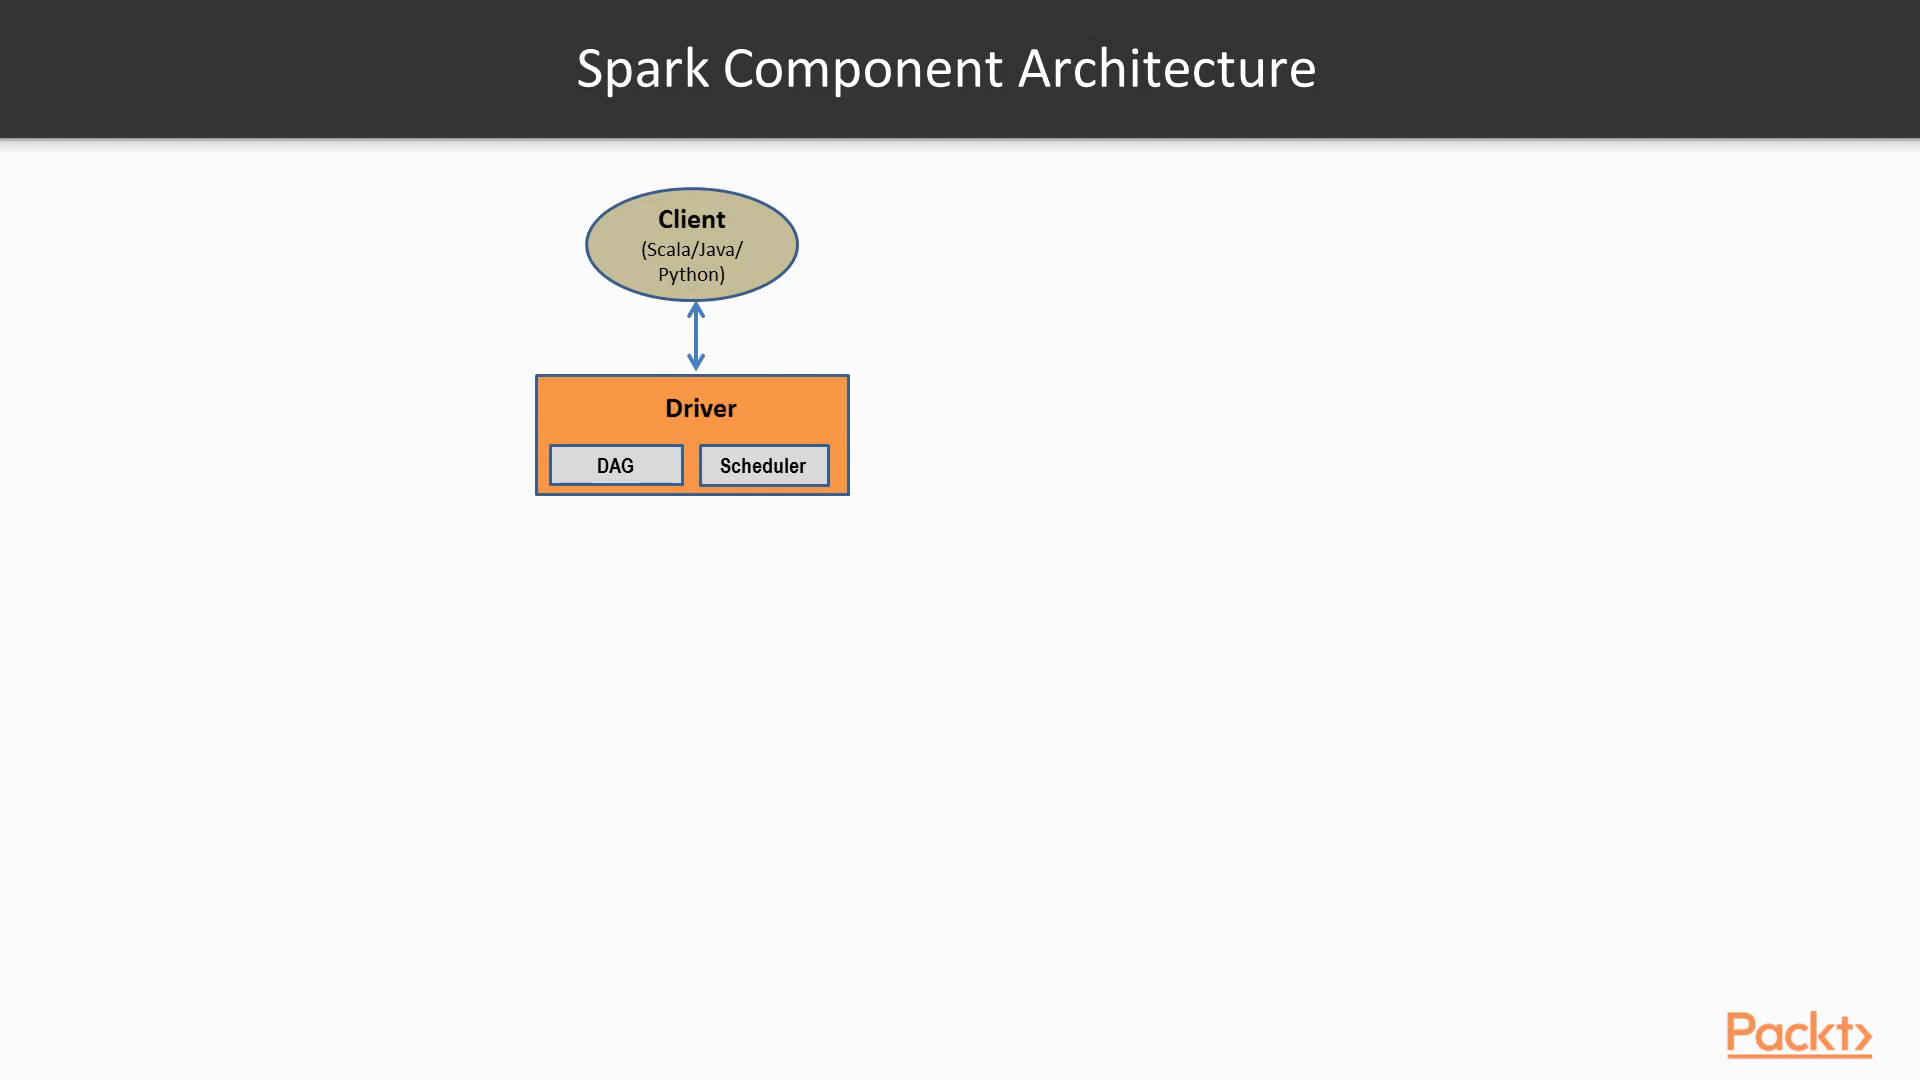 Spark Component Architecture
Client
(Scala/Java/
Python)
Driver
DAG
Scheduler
Packt